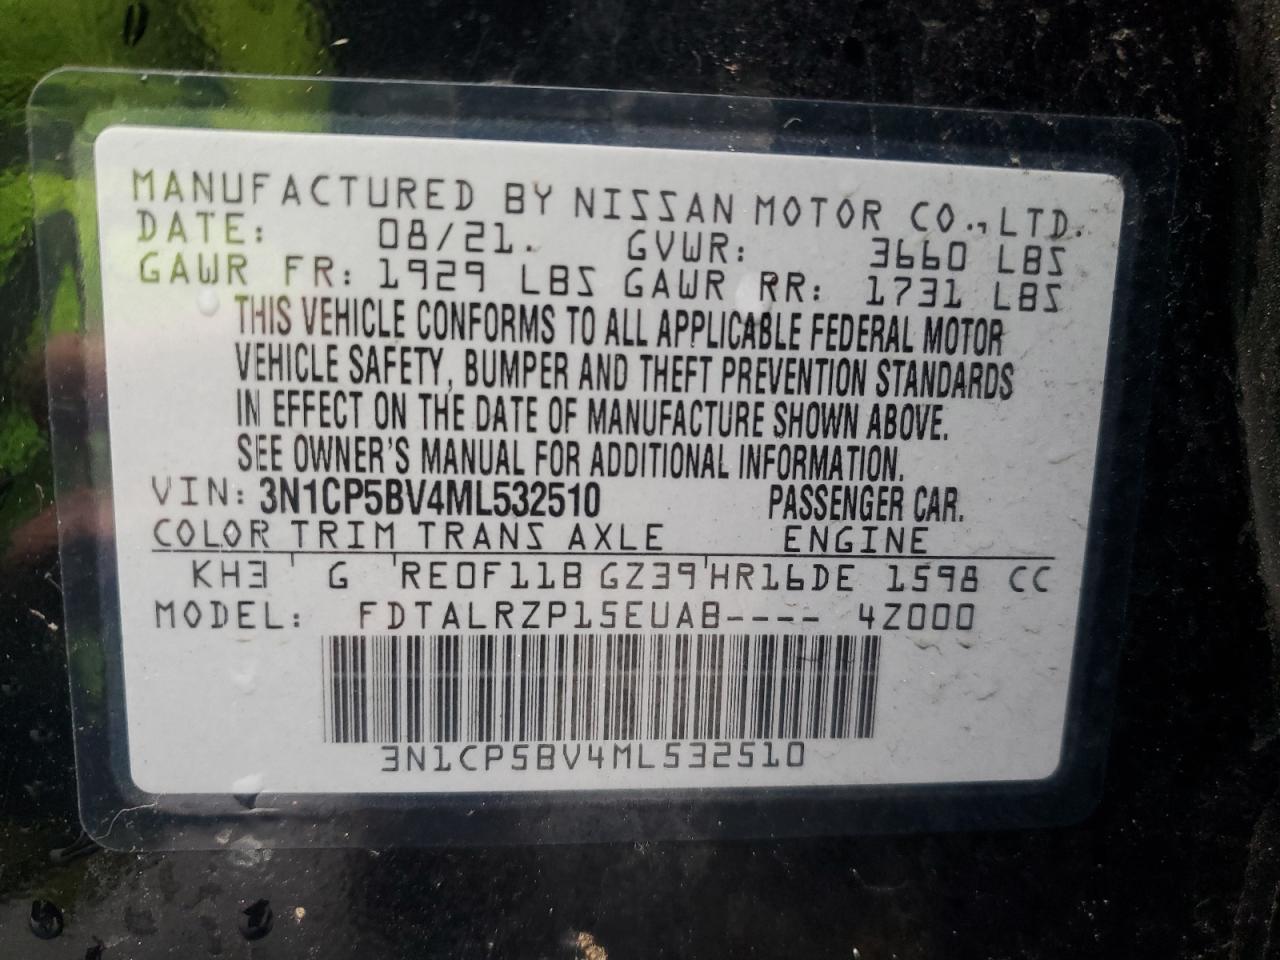 MANUFACTURED BY NISSAN MOTOR CO.,LTD.
DATE: 08/21. GVWR: 3660 LBS
GAWR FR: 1929 LBS GAWR RR: 1731 LBS
THIS VEHICLE CONFORMS TO ALL APPLICABLE FEDERAL MOTOR
VEHICLE SAFETY, BUMPER AND THEFT PREVENTION STANDARDS
IN EFFECT ON THE DATE OF MANUFACTURE SHOWN ABOVE.
SEE OWNER'S MANUAL FOR ADDITIONAL INFORMATION.
VIN: 3N1CP5BV4ML532510 PASSENGER CAR.
COLOR TRIM TRANS AXLE ENGINE
KH3 G RE0F11B GZ39 HR16DE 1598 CC
MODEL: FDTALRZP15EUAB---- 4Z000
3N1CP5BV4ML532510